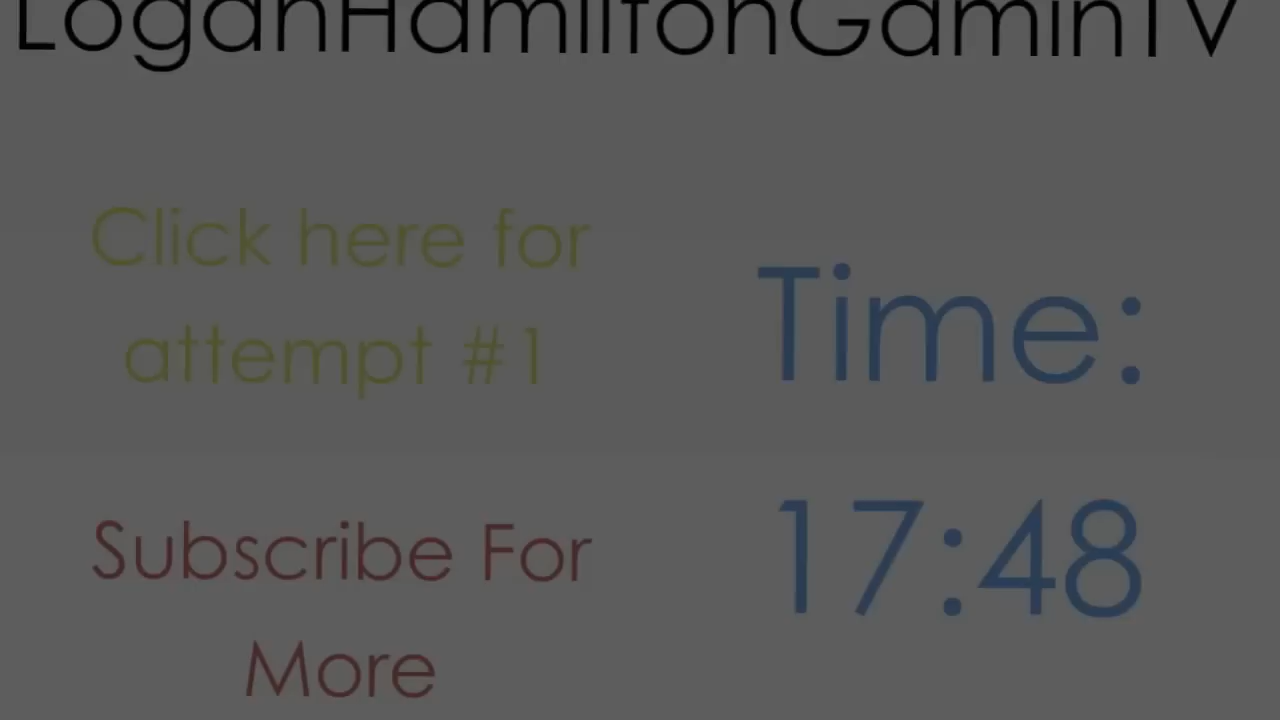 LoganHamiltonGaminTV
Click here for
attempt #1
Time:
17:48
Subscribe For
More